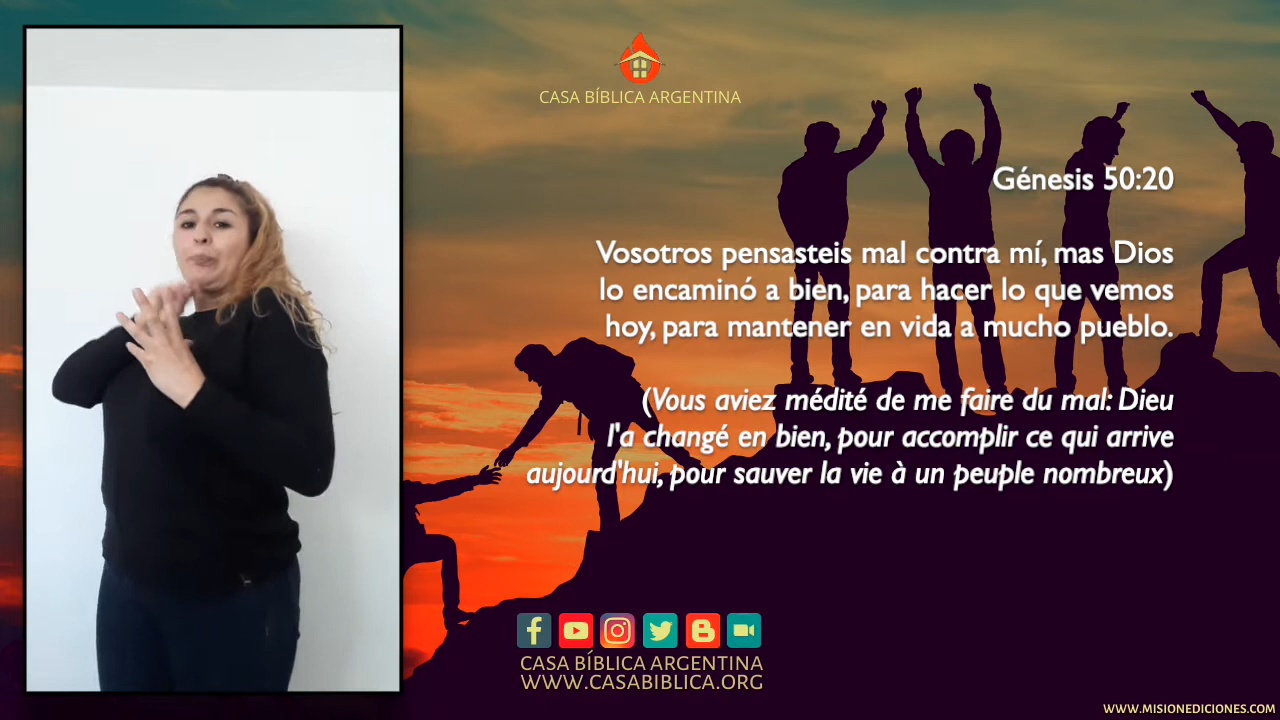 CASA BÍBLICA ARGENTINA
Génesis 50:20
Vosotros pensasteis mal contra mí, mas Dios
lo encaminó a bien, para hacer lo que vemos
hoy, para mantener en vida a mucho pueblo.
(Vous aviez médité de me faire du mal: Dieu
l'a changé en bien, pour accomplir ce qui arrive
aujourd'hui, pour sauver la vie à un peuple nombreux)
CASA BÍBLICA ARGENTINA
WWW.CASABIBLICA.ORG
WWW.MISIONEDICIONES.COM